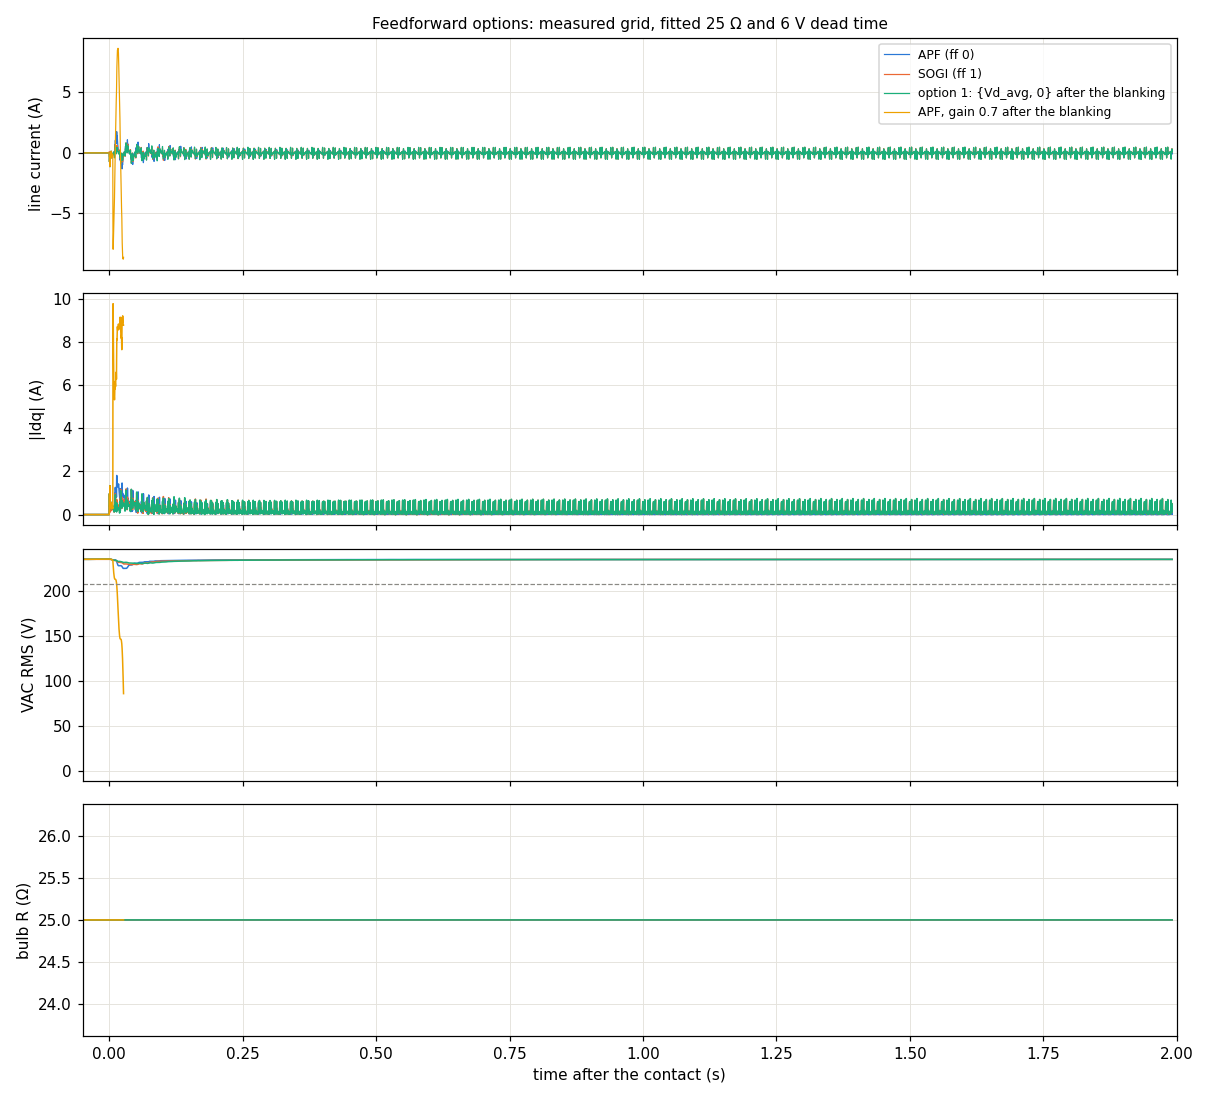 Feedforward options: measured grid, fitted 25 Ω and 6 V dead time
APF (ff 0)
SOGI (ff 1)
option 1: {Vd_avg, 0} after the blanking
APF, gain 0.7 after the blanking
line current (A)
5
0
−5
|Idq| (A)
10
8
6
4
2
0
VAC RMS (V)
200
150
100
50
0
bulb R (Ω)
26.0
25.5
25.0
24.5
24.0
0.00 0.25 0.50 0.75 1.00 1.25 1.50 1.75 2.00
time after the contact (s)